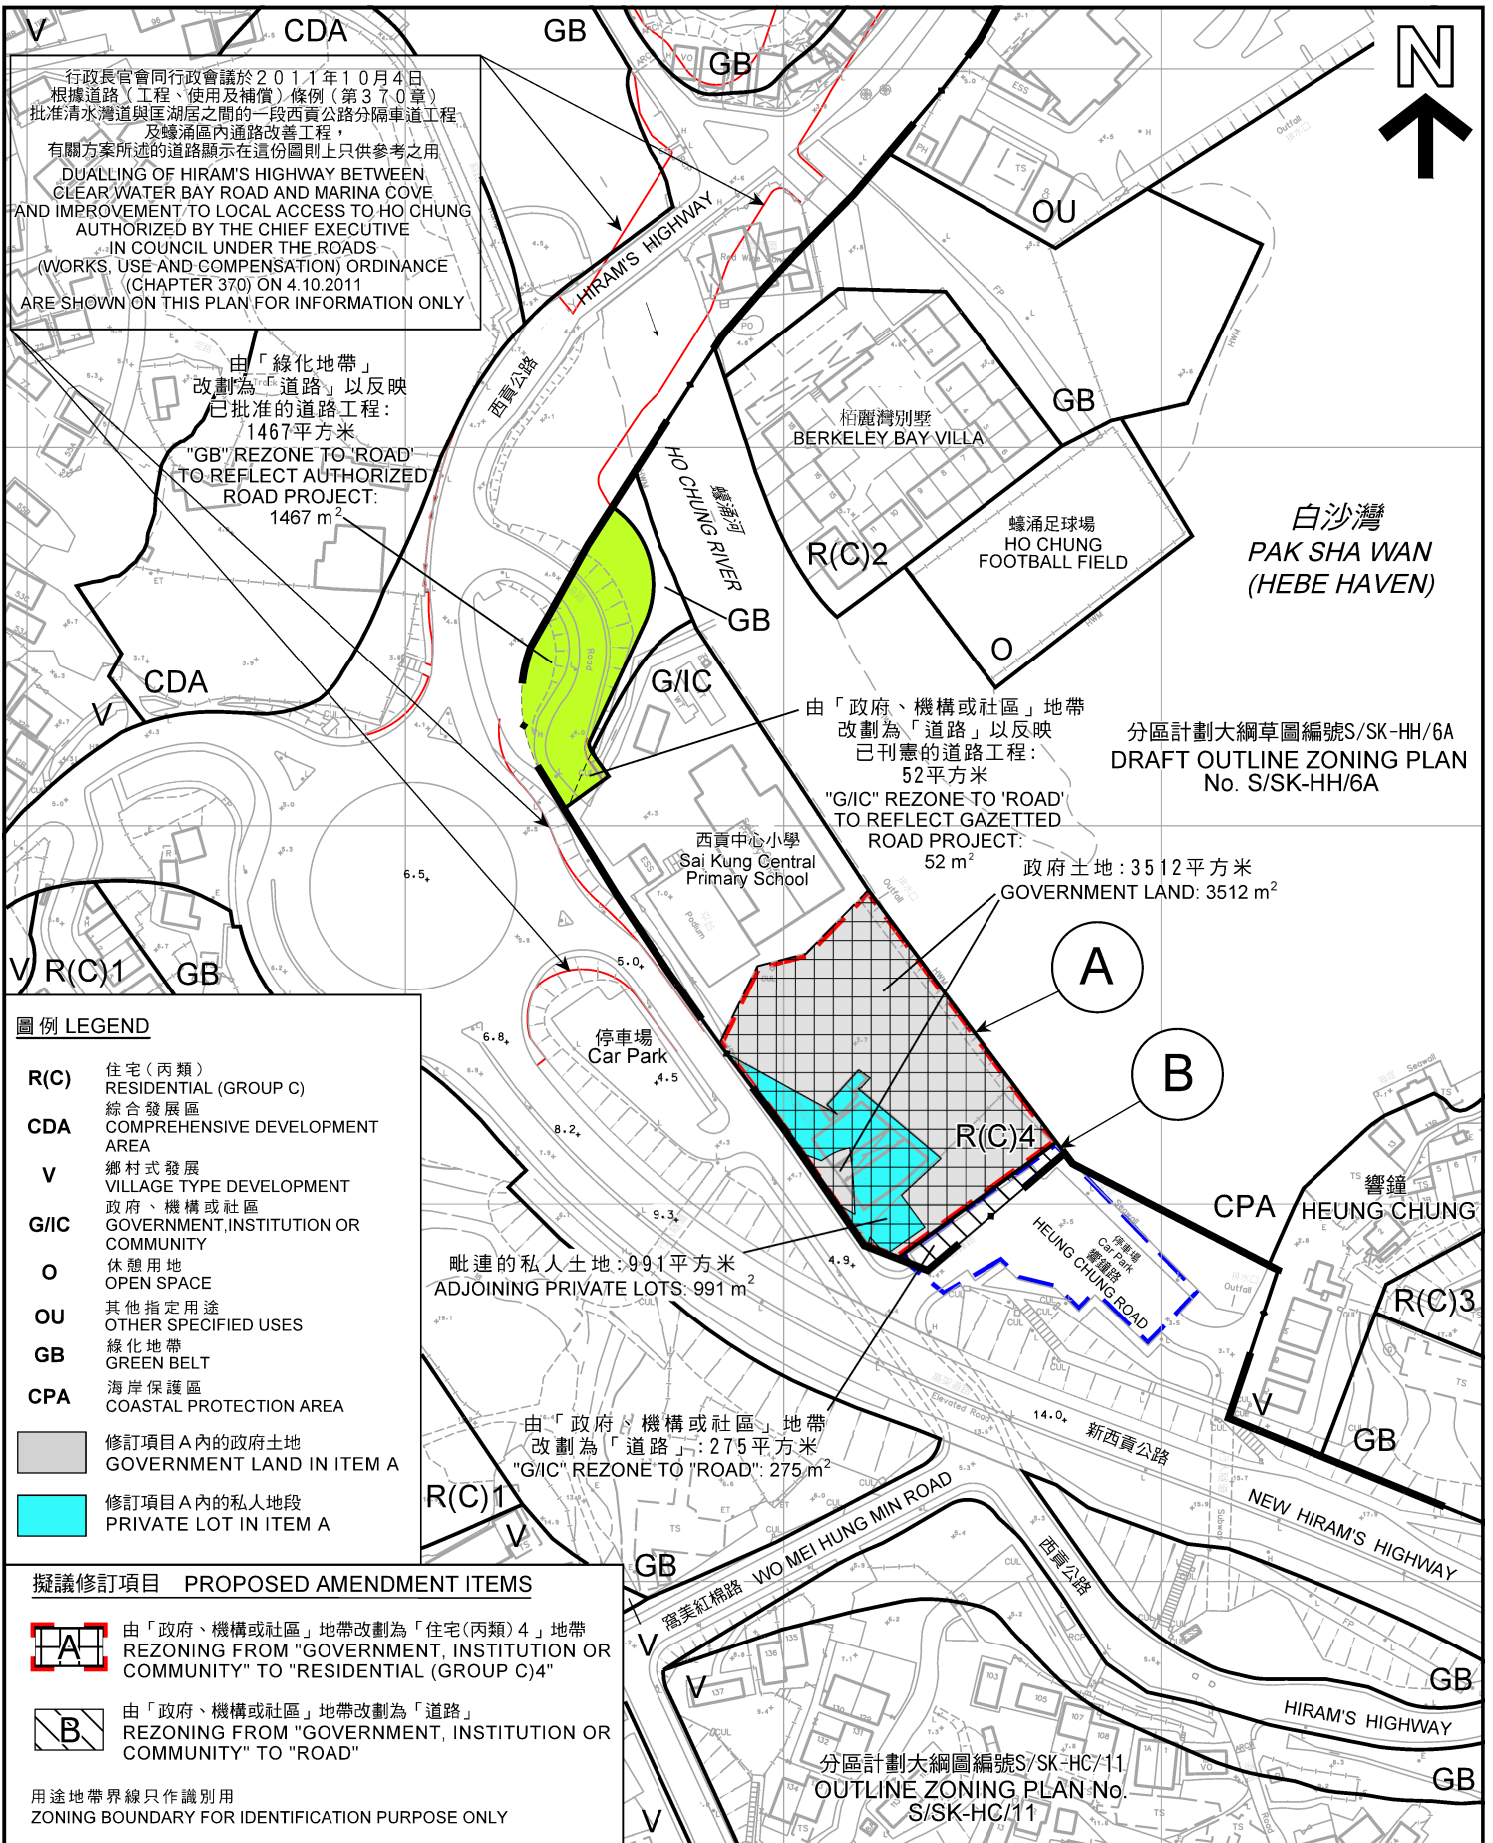 V
CDA
GB
GB
N
行政長官會同行政會議於2011年10月4日
根據道路（工程、使用及補償）條例（第370章）
批准清水灣道與匡湖居之間的一段西貢公路分隔車道工程
及蠔涌區內通路改善工程，
有關方案所述的道路顯示在這份圖則上只供參考之用
DUALLING OF HIRAM'S HIGHWAY BETWEEN
CLEAR WATER BAY ROAD AND MARINA COVE
AND IMPROVEMENT TO LOCAL ACCESS TO HO CHUNG
AUTHORIZED BY THE CHIEF EXECUTIVE
IN COUNCIL UNDER THE ROADS
(WORKS, USE AND COMPENSATION) ORDINANCE
(CHAPTER 370) ON 4.10.2011
ARE SHOWN ON THIS PLAN FOR INFORMATION ONLY
HIRAM'S HIGHWAY
西貢公路
OU
由「綠化地帶」
改劃為「道路」以反映
已批准的道路工程：
1467平方米
"GB" REZONE TO 'ROAD'
TO REFLECT AUTHORIZED
ROAD PROJECT:
1467 m²
栢麗灣別墅
BERKELEY BAY VILLA
GB
R(C)2
蠔涌河
HO CHUNG RIVER
蠔涌足球場
HO CHUNG
FOOTBALL FIELD
白沙灣
PAK SHA WAN
(HEBE HAVEN)
GB
O
CDA
V
G/IC
由「政府、機構或社區」地帶
改劃為「道路」以反映
已刊憲的道路工程：
52平方米
"G/IC" REZONE TO 'ROAD'
TO REFLECT GAZETTED
ROAD PROJECT:
52 m²
分區計劃大綱草圖編號S/SK-HH/6A
DRAFT OUTLINE ZONING PLAN
No. S/SK-HH/6A
西貢中心小學
Sai Kung Central
Primary School
ESS
Podium
6.5
5.0
政府土地：3512平方米
GOVERNMENT LAND: 3512 m²
A
B
V
R(C)1
GB
停車場
Car Park
6.8
4.5
8.2
9.3
4.9
R(C)4
CPA
響鐘
HEUNG CHUNG
停車場
Car Park
響鐘路
HEUNG CHUNG ROAD
R(C)3
毗連的私人土地：991平方米
ADJOINING PRIVATE LOTS: 991 m²
由「政府、機構或社區」地帶
改劃為「道路」：275平方米
"G/IC" REZONE TO "ROAD": 275 m²
Elevated Road
14.0
新西貢公路
NEW HIRAM'S HIGHWAY
V
GB
R(C)1
V
GB
窩美紅棉路 WO MEI HUNG MIN ROAD
西貢公路
HIRAM'S HIGHWAY
GB
GB
V
V
V
分區計劃大綱圖編號S/SK-HC/11
OUTLINE ZONING PLAN No.
S/SK-HC/11
圖例 LEGEND
R(C)
住宅（丙類）
RESIDENTIAL (GROUP C)
CDA
綜合發展區
COMPREHENSIVE DEVELOPMENT
AREA
V
鄉村式發展
VILLAGE TYPE DEVELOPMENT
G/IC
政府、機構或社區
GOVERNMENT,INSTITUTION OR
COMMUNITY
O
休憩用地
OPEN SPACE
OU
其他指定用途
OTHER SPECIFIED USES
GB
綠化地帶
GREEN BELT
CPA
海岸保護區
COASTAL PROTECTION AREA
修訂項目A內的政府土地
GOVERNMENT LAND IN ITEM A
修訂項目A內的私人地段
PRIVATE LOT IN ITEM A
擬議修訂項目 PROPOSED AMENDMENT ITEMS
A
由「政府、機構或社區」地帶改劃為「住宅（丙類）4」地帶
REZONING FROM "GOVERNMENT, INSTITUTION OR
COMMUNITY" TO "RESIDENTIAL (GROUP C)4"
B
由「政府、機構或社區」地帶改劃為「道路」
REZONING FROM "GOVERNMENT, INSTITUTION OR
COMMUNITY" TO "ROAD"
用途地帶界線只作識別用
ZONING BOUNDARY FOR IDENTIFICATION PURPOSE ONLY